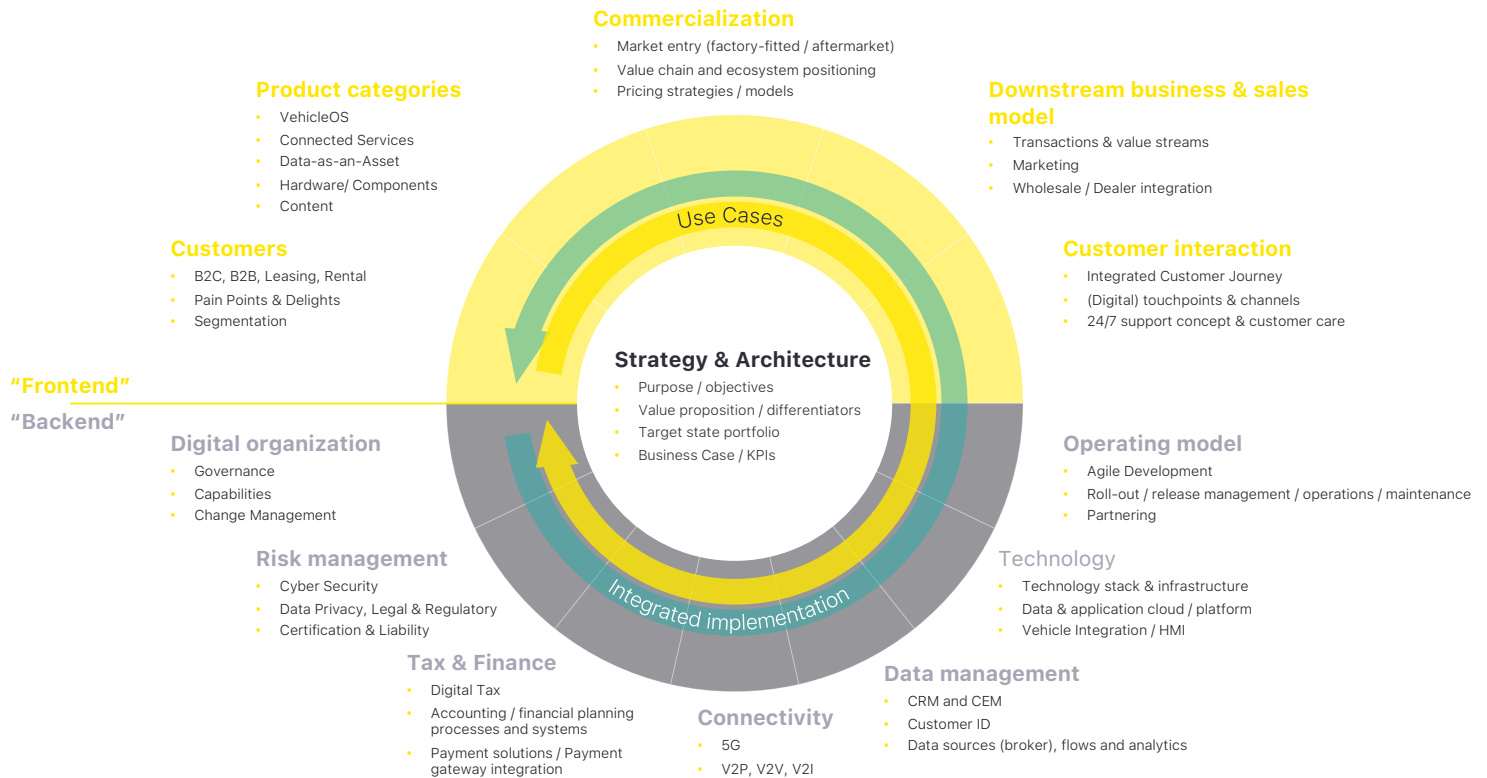 Commercialization
• Market entry (factory-fitted / aftermarket)
• Value chain and ecosystem positioning
• Pricing strategies / models
Product categories
• VehicleOS
• Connected Services
• Data-as-an-Asset
• Hardware/ Components
• Content
Downstream business & sales
model
• Transactions & value streams
• Marketing
• Wholesale / Dealer integration
Use Cases
Customers
• B2C, B2B, Leasing, Rental
• Pain Points & Delights
• Segmentation
Customer interaction
• Integrated Customer Journey
• (Digital) touchpoints & channels
• 24/7 support concept & customer care
Strategy & Architecture
• Purpose / objectives
• Value proposition / differentiators
• Target state portfolio
• Business Case / KPIs
“Frontend”
“Backend”
Digital organization
• Governance
• Capabilities
• Change Management
Operating model
• Agile Development
• Roll-out / release management / operations / maintenance
• Partnering
Risk management
• Cyber Security
• Data Privacy, Legal & Regulatory
• Certification & Liability
Technology
• Technology stack & infrastructure
• Data & application cloud / platform
• Vehicle Integration / HMI
Integrated implementation
Tax & Finance
• Digital Tax
• Accounting / financial planning
processes and systems
• Payment solutions / Payment
gateway integration
Connectivity
• 5G
• V2P, V2V, V2I
Data management
• CRM and CEM
• Customer ID
• Data sources (broker), flows and analytics